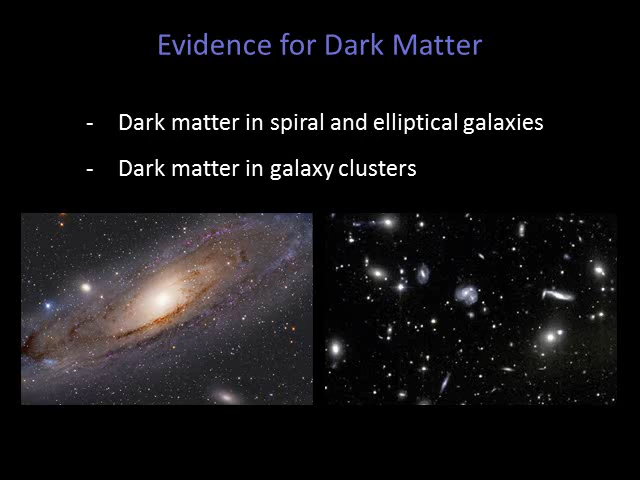 Evidence for Dark Matter
- Dark matter in spiral and elliptical galaxies
- Dark matter in galaxy clusters